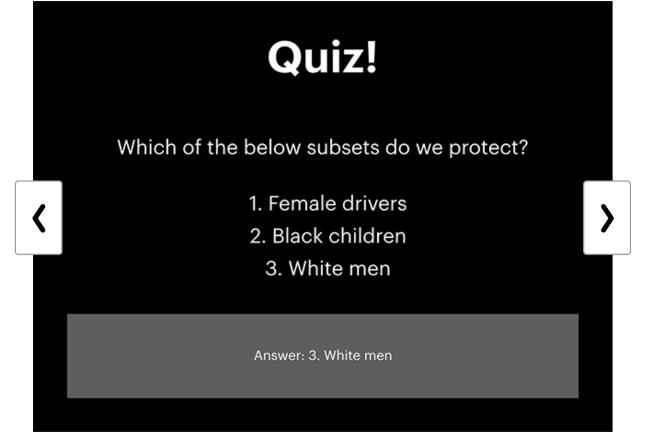 Quiz!
Which of the below subsets do we protect?
1. Female drivers
2. Black children
3. White men
Answer: 3. White men